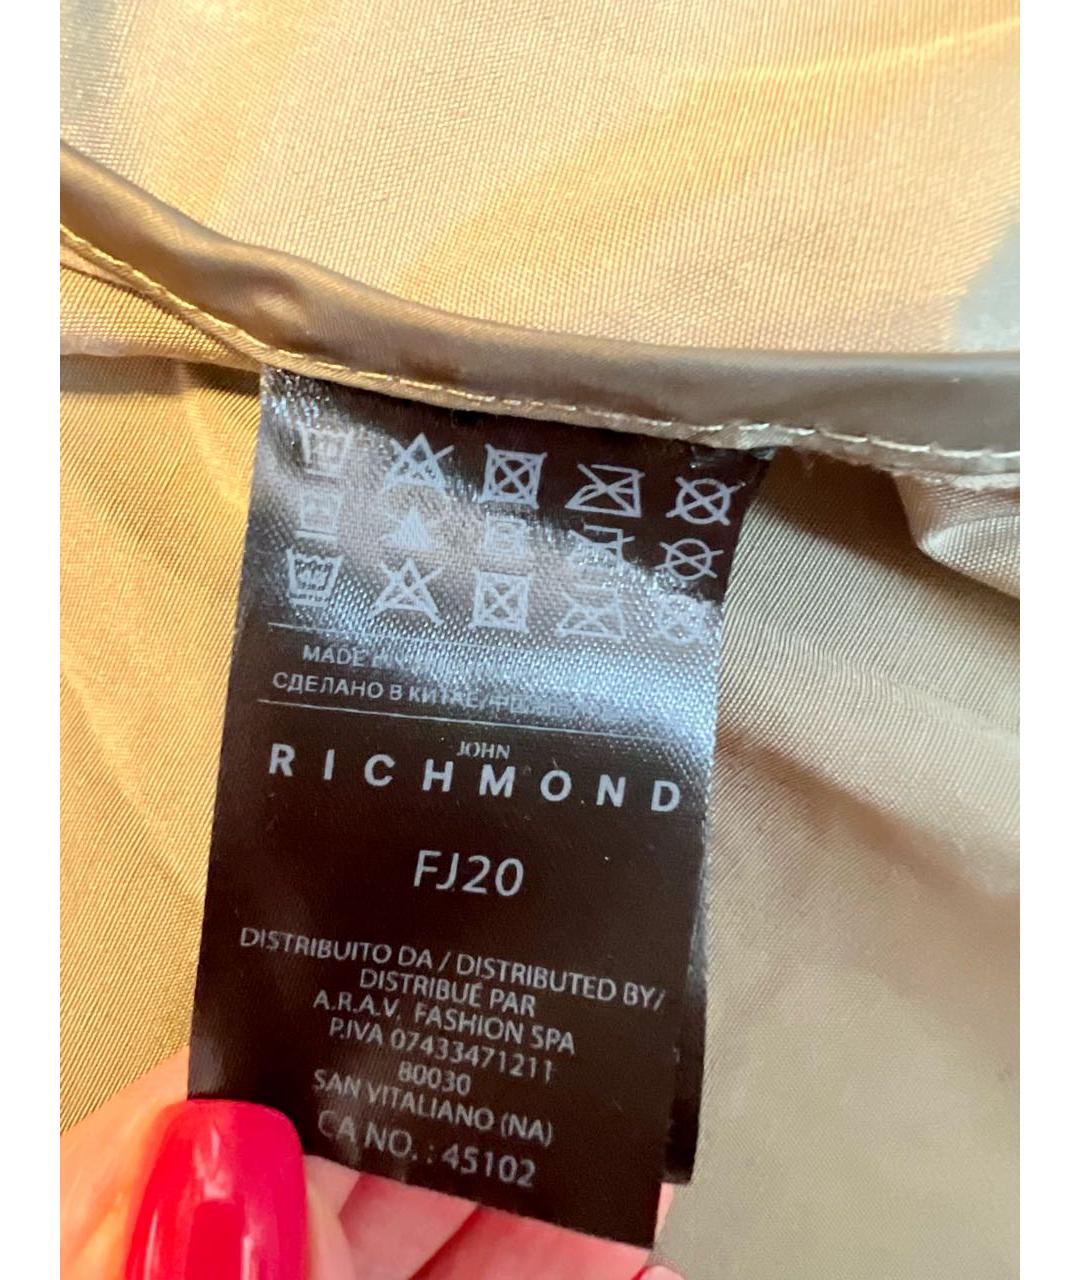 MADE
СДЕЛАНО В КИТАЕ/
JOHN
RICHMOND
FJ20
DISTRIBUITO DA / DISTRIBUTED BY/
DISTRIBUÉ PAR
A.R.A.V. FASHION SPA
P.IVA 07433471211
80030
SAN VITALIANO (NA)
CA NO. : 45102